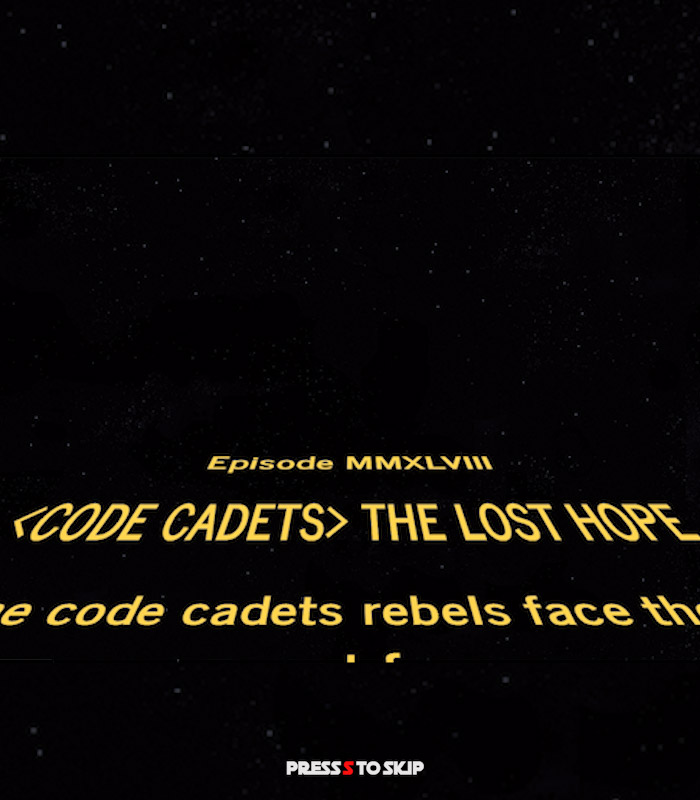 Episode MMXLVIII
<CODE CADETS> THE LOST HOPE
code cadets rebels face
PRESS S TO SKIP